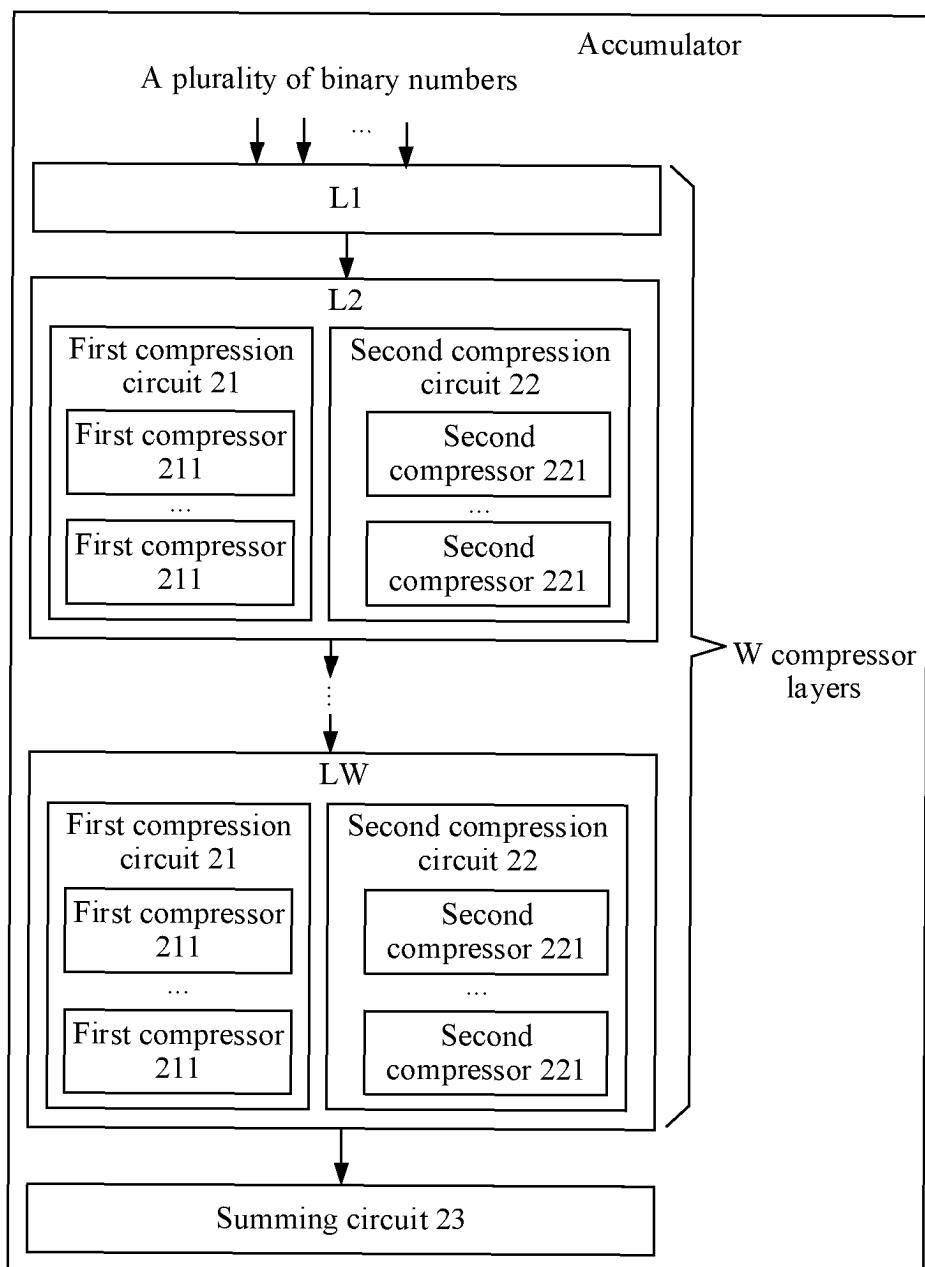 Accumulator
A plurality of binary numbers
...
L1
L2
First compression
circuit 21
First compressor
211
...
First compressor
211
Second compression
circuit 22
Second
compressor 221
...
Second
compressor 221
W compressor
layers
...
LW
First compression
circuit 21
First compressor
211
...
First compressor
211
Second compression
circuit 22
Second
compressor 221
...
Second
compressor 221
Summing circuit 23